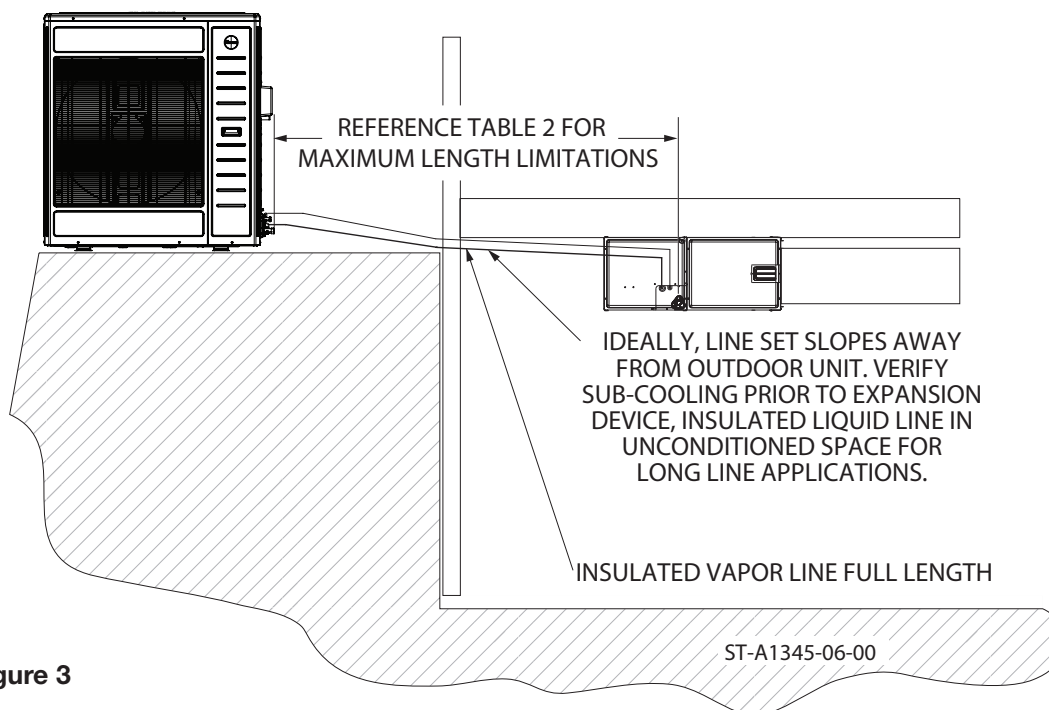 REFERENCE TABLE 2 FOR
MAXIMUM LENGTH LIMITATIONS
IDEALLY, LINE SET SLOPES AWAY
FROM OUTDOOR UNIT. VERIFY
SUB-COOLING PRIOR TO EXPANSION
DEVICE, INSULATED LIQUID LINE IN
UNCONDITIONED SPACE FOR
LONG LINE APPLICATIONS.
INSULATED VAPOR LINE FULL LENGTH
ST-A1345-06-00
gure 3